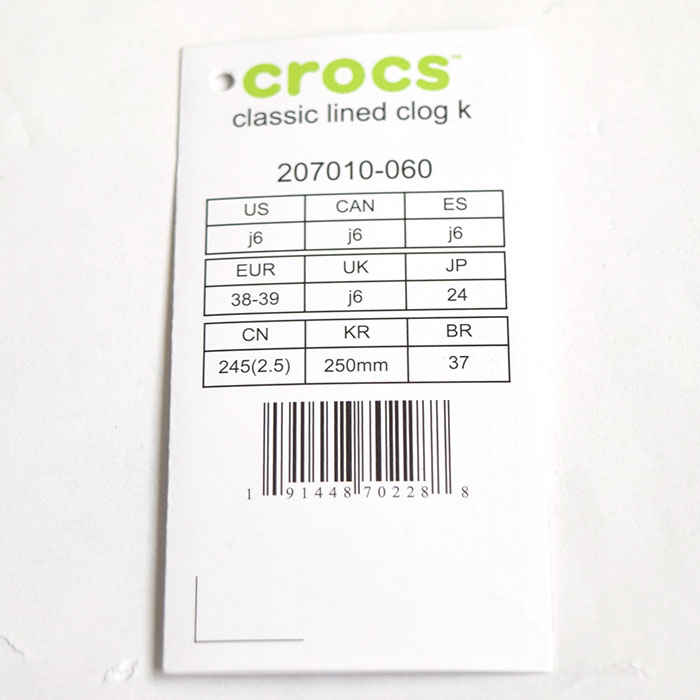 crocs™
classic lined clog k
207010-060
US CAN ES
j6 j6 j6
EUR UK JP
38-39 j6 24
CN KR BR
245(2.5) 250mm 37
1 91448 70228 8